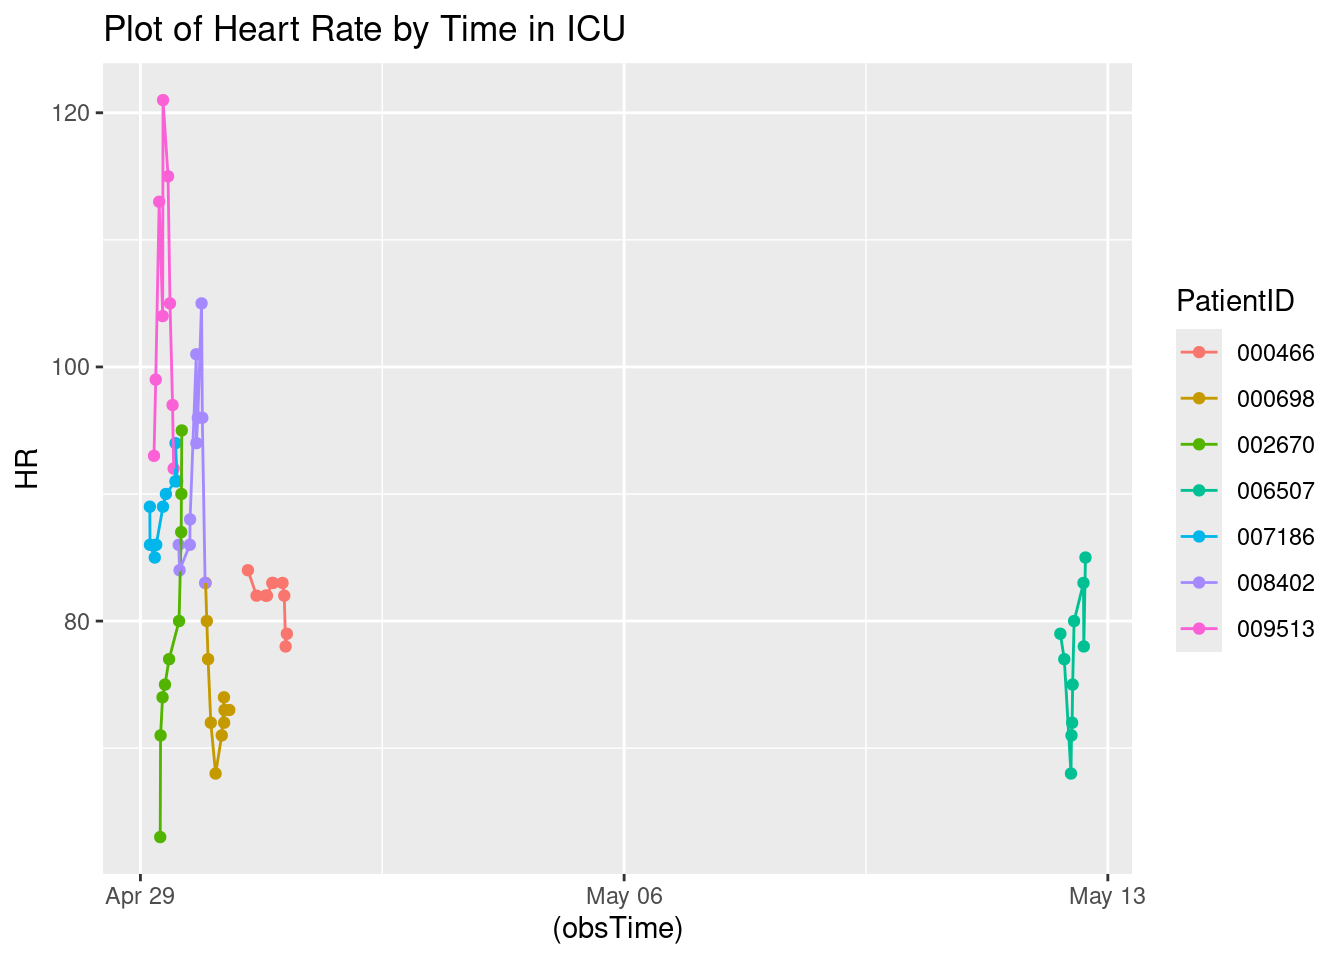 Plot of Heart Rate by Time in ICU
120
100
80
HR
Apr 29
May 06
May 13
(obsTime)
PatientID
000466
000698
002670
006507
007186
008402
009513